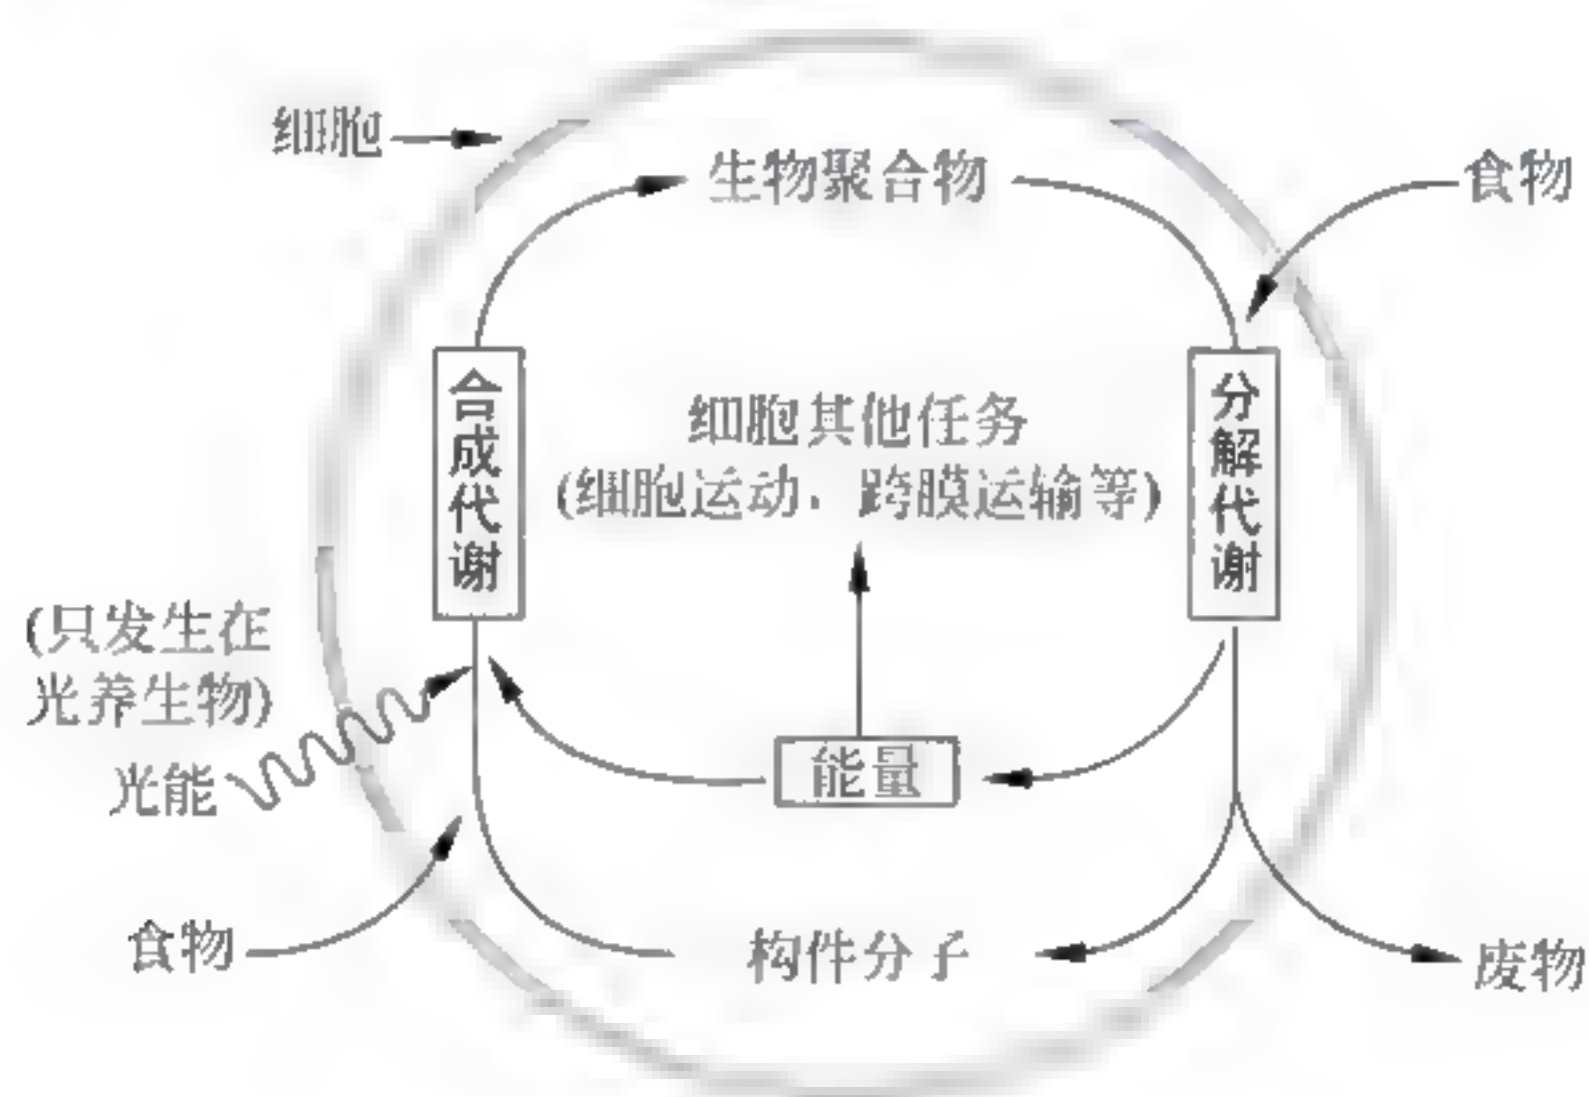 细胞
生物聚合物
食物
合成代谢
细胞其他任务
(细胞运动、跨膜运输等)
分解代谢
(只发生在
光养生物)
光能
能量
食物
构件分子
废物